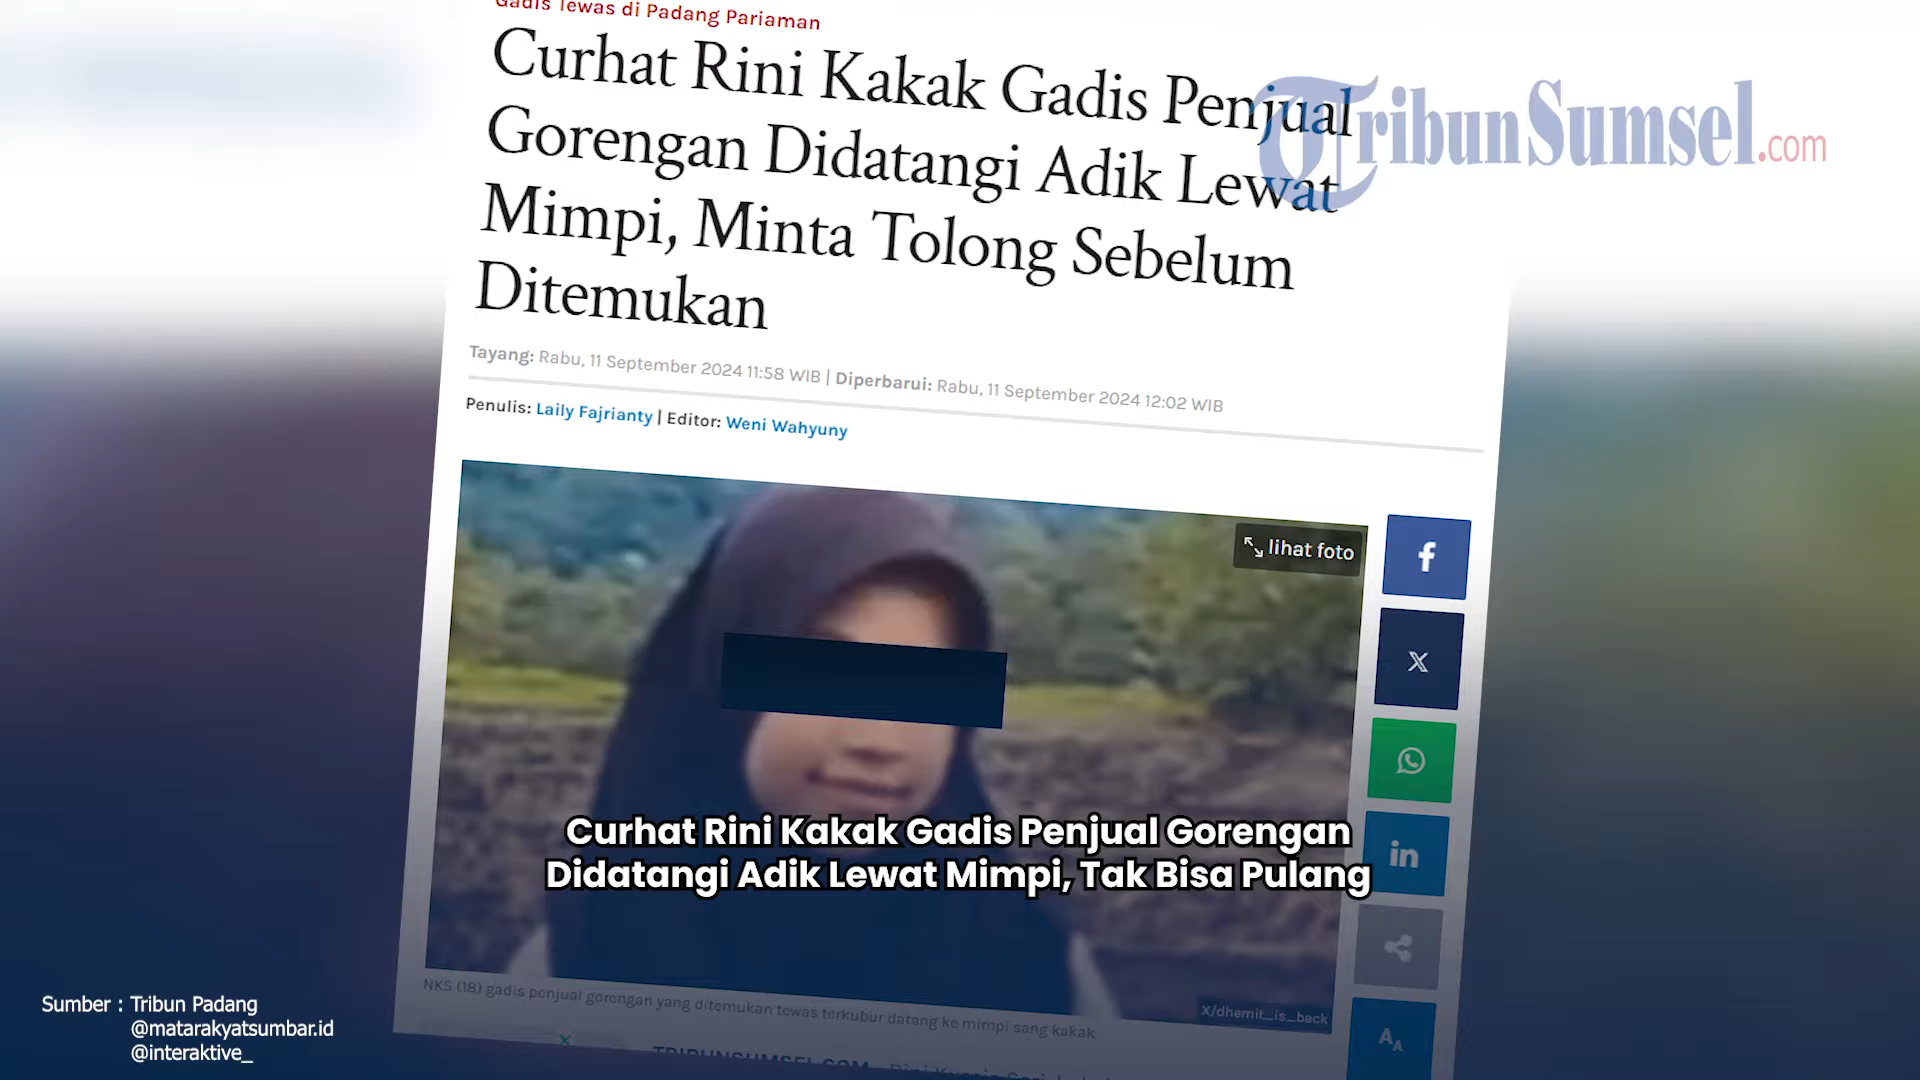 Gadis Tewas di Padang Pariaman
Curhat Rini Kakak Gadis Penjual
Gorengan Didatangi Adik Lewat
Mimpi, Minta Tolong Sebelum
Ditemukan
TribunSumsel.com
Tayang: Rabu, 11 September 2024 11:58 WIB | Diperbarui: Rabu, 11 September 2024 12:02 WIB
Penulis: Laily Fajrianty | Editor: Weni Wahyuny
lihat foto
Curhat Rini Kakak Gadis Penjual Gorengan
Didatangi Adik Lewat Mimpi, Tak Bisa Pulang
NKS (18) gadis penjual gorengan yang ditemukan tewas terkubur datang ke mimpi sang kakak
X/dhemit_is_back
AA
Sumber : Tribun Padang
@matarakyatsumbar.id
@interaktive_
TRIBUNSUMSEL.COM